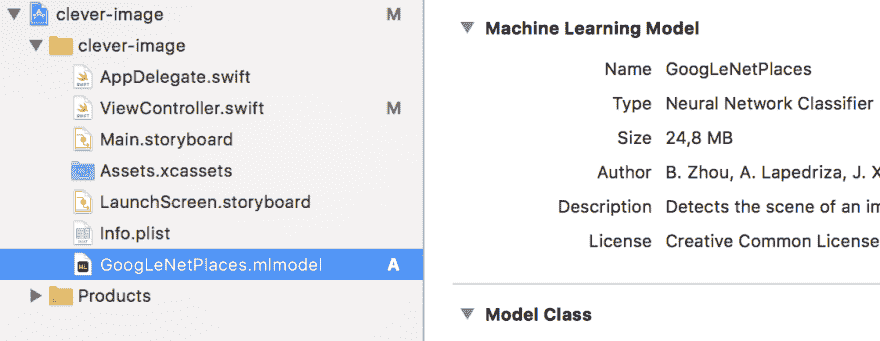 clever-image M
clever-image
AppDelegate.swift
ViewController.swift M
Main.storyboard
Assets.xcassets
LaunchScreen.storyboard
Info.plist
GoogLeNetPlaces.mlmodel A
Products
Machine Learning Model
Name GoogLeNetPlaces
Type Neural Network Classifier
Size 24,8 MB
Author B. Zhou, A. Lapedriza, J. X
Description Detects the scene of an
License Creative Common License
Model Class